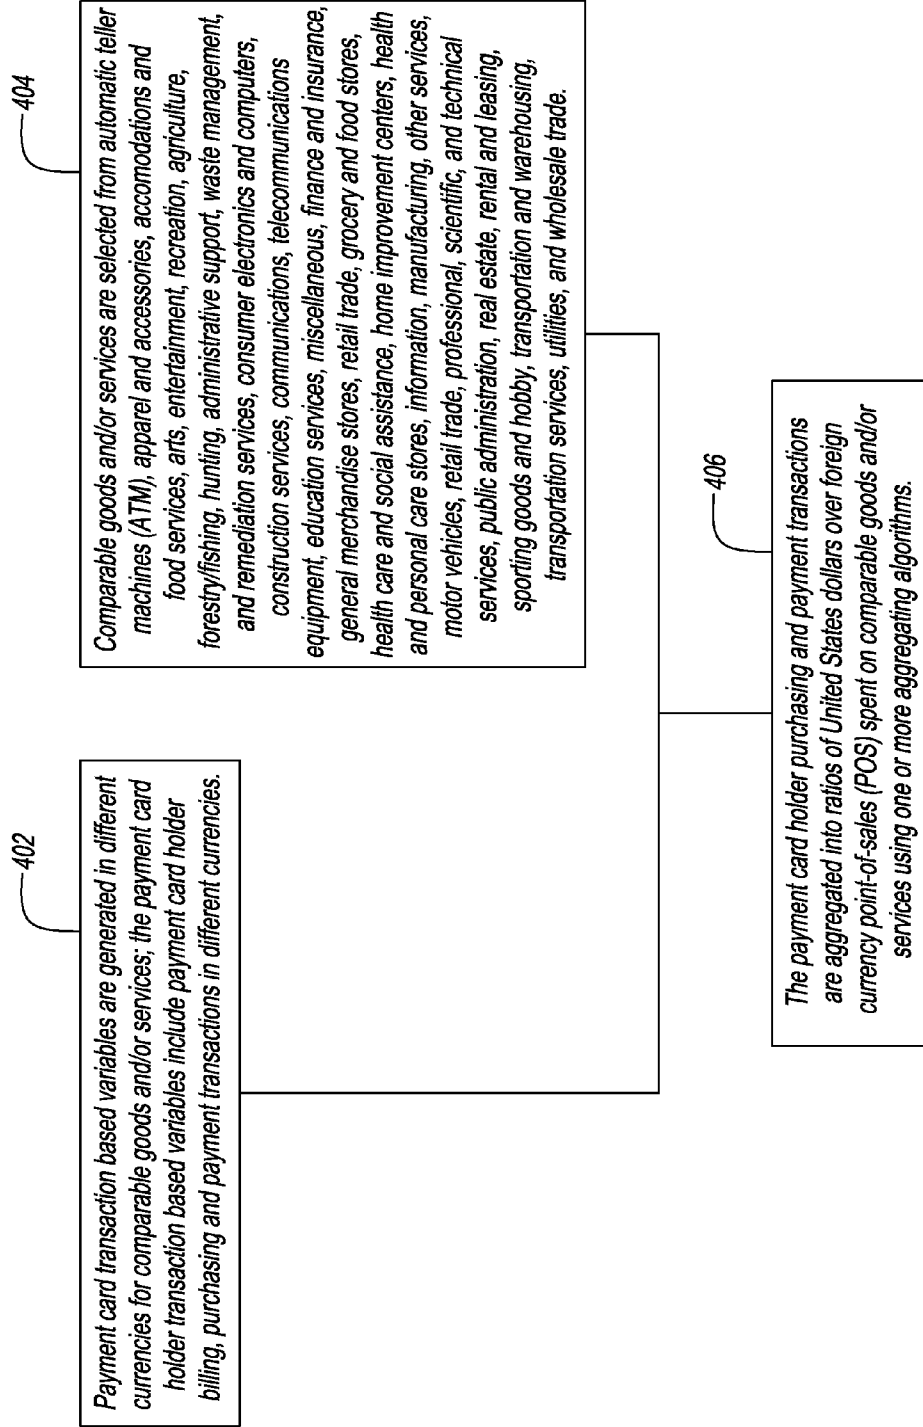 402
Payment card transaction based variables are generated in different
currencies for comparable goods and/or services; the payment card
holder transaction based variables include payment card holder
billing, purchasing and payment transactions in different currencies.
404
Comparable goods and/or services are selected from automatic teller
machines (ATM), apparel and accessories, accomodations and
food services, arts, entertainment, recreation, agriculture,
forestry/fishing, hunting, administrative support, waste management,
and remediation services, consumer electronics and computers,
construction services, communications, telecommunications
equipment, education services, miscellaneous, finance and insurance,
general merchandise stores, retail trade, grocery and food stores,
health care and social assistance, home improvement centers, health
and personal care stores, information, manufacturing, other services,
motor vehicles, retail trade, professional, scientific, and technical
services, public administration, real estate, rental and leasing,
sporting goods and hobby, transportation and warehousing,
transportation services, utilities, and wholesale trade.
406
The payment card holder purchasing and payment transactions
are aggregated into ratios of United States dollars over foreign
currency point-of-sales (POS) spent on comparable goods and/or
services using one or more aggregating algorithms.